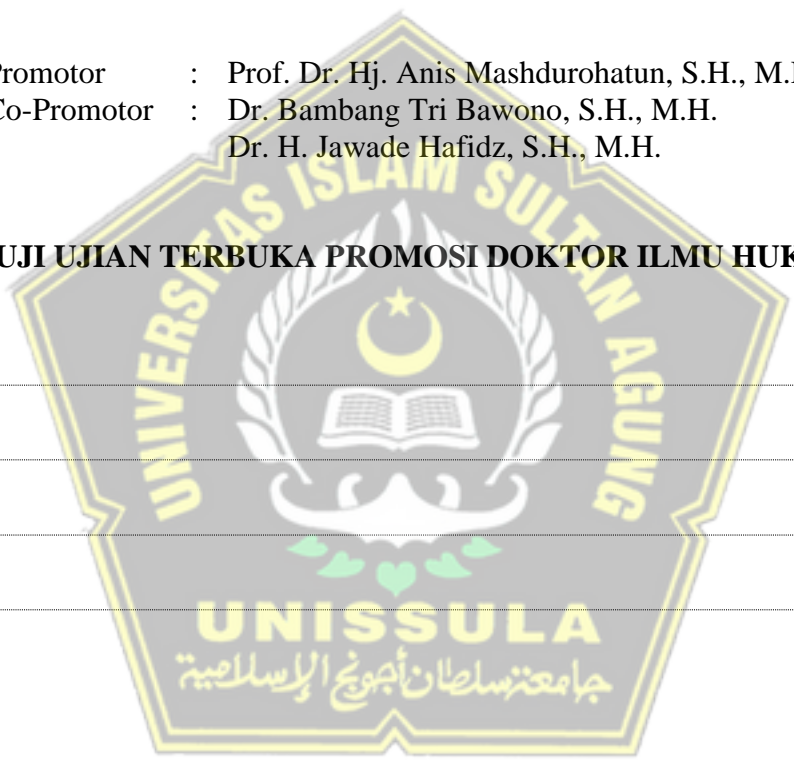 Promotor : Prof. Dr. Hj. Anis Mashdurohatun, S.H., M.
Co-Promotor : Dr. Bambang Tri Bawono, S.H., M.H.
Dr. H. Jawade Hafidz, S.H., M.H.
UJI UJIAN TERBUKA PROMOSI DOKTOR ILMU HUK
UNIVERSITAS ISLAM SULTAN AGUNG
UNISSULA
جامعة سلطان أجونج الإسلامية